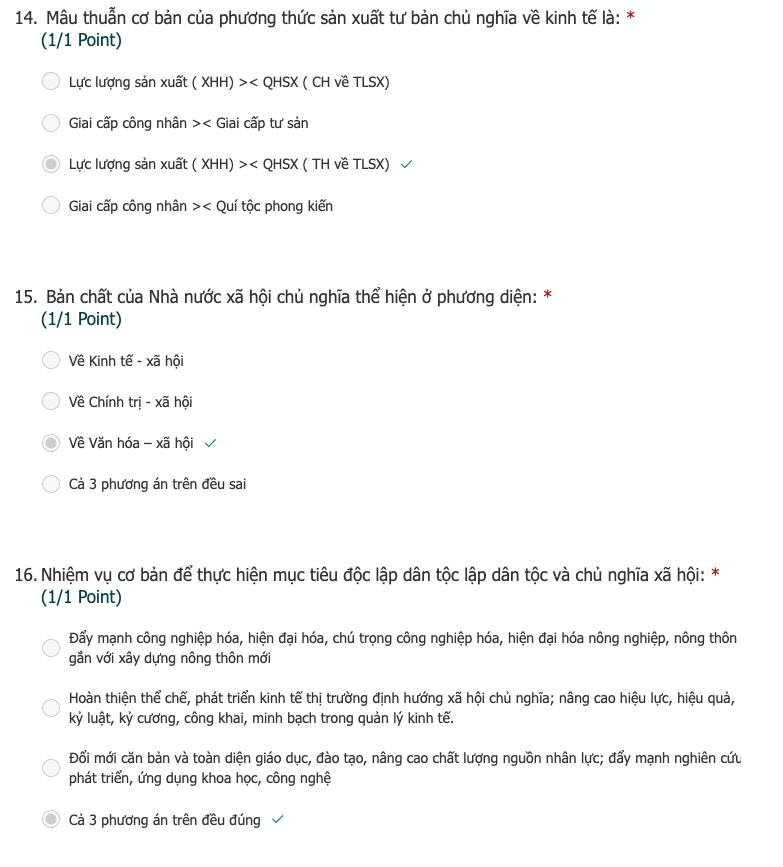 14. Mâu thuẫn cơ bản của phương thức sản xuất tư bản chủ nghĩa về kinh tế là: *
(1/1 Point)
Lực lượng sản xuất ( XHH) >< QHSX ( CH về TLSX)
Giai cấp công nhân >< Giai cấp tư sản
Lực lượng sản xuất ( XHH) >< QHSX ( TH về TLSX) ✓
Giai cấp công nhân >< Quí tộc phong kiến
15. Bản chất của Nhà nước xã hội chủ nghĩa thể hiện ở phương diện: *
(1/1 Point)
Về Kinh tế - xã hội
Về Chính trị - xã hội
Về Văn hóa – xã hội ✓
Cả 3 phương án trên đều sai
16. Nhiệm vụ cơ bản để thực hiện mục tiêu độc lập dân tộc lập dân tộc và chủ nghĩa xã hội: *
(1/1 Point)
Đẩy mạnh công nghiệp hóa, hiện đại hóa, chú trọng công nghiệp hóa, hiện đại hóa nông nghiệp, nông thôn
gắn với xây dựng nông thôn mới
Hoàn thiện thể chế, phát triển kinh tế thị trường định hướng xã hội chủ nghĩa; nâng cao hiệu lực, hiệu quả,
kỷ luật, kỷ cương, công khai, minh bạch trong quản lý kinh tế.
Đổi mới căn bản và toàn diện giáo dục, đào tạo, nâng cao chất lượng nguồn nhân lực; đẩy mạnh nghiên cứu
phát triển, ứng dụng khoa học, công nghệ
Cả 3 phương án trên đều đúng ✓